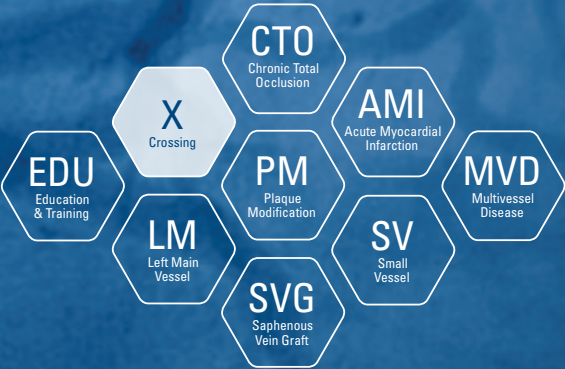 CTO
Chronic Total
Occlusion
X
Crossing
AMI
Acute Myocardial
Infarction
EDU
Education
& Training
PM
Plaque
Modification
MVD
Multivessel
Disease
LM
Left Main
Vessel
SV
Small
Vessel
SVG
Saphenous
Vein Graft